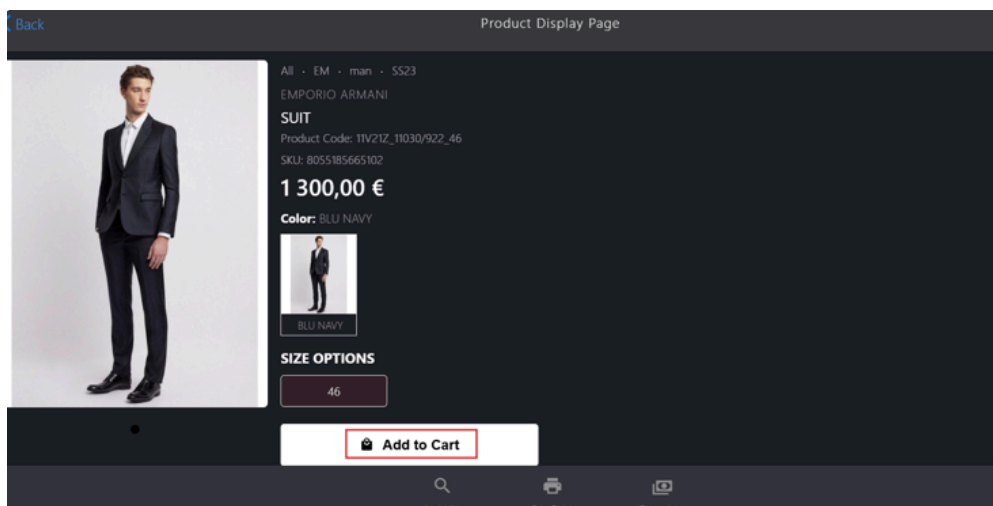 Back
Product Display Page
All · EM · man · SS23
EMPORIO ARMANI
SUIT
Product Code: 11V21Z_11030/922_46
SKU: 8055185665102
1 300,00 €
Color: BLU NAVY
BLU NAVY
SIZE OPTIONS
46
Add to Cart